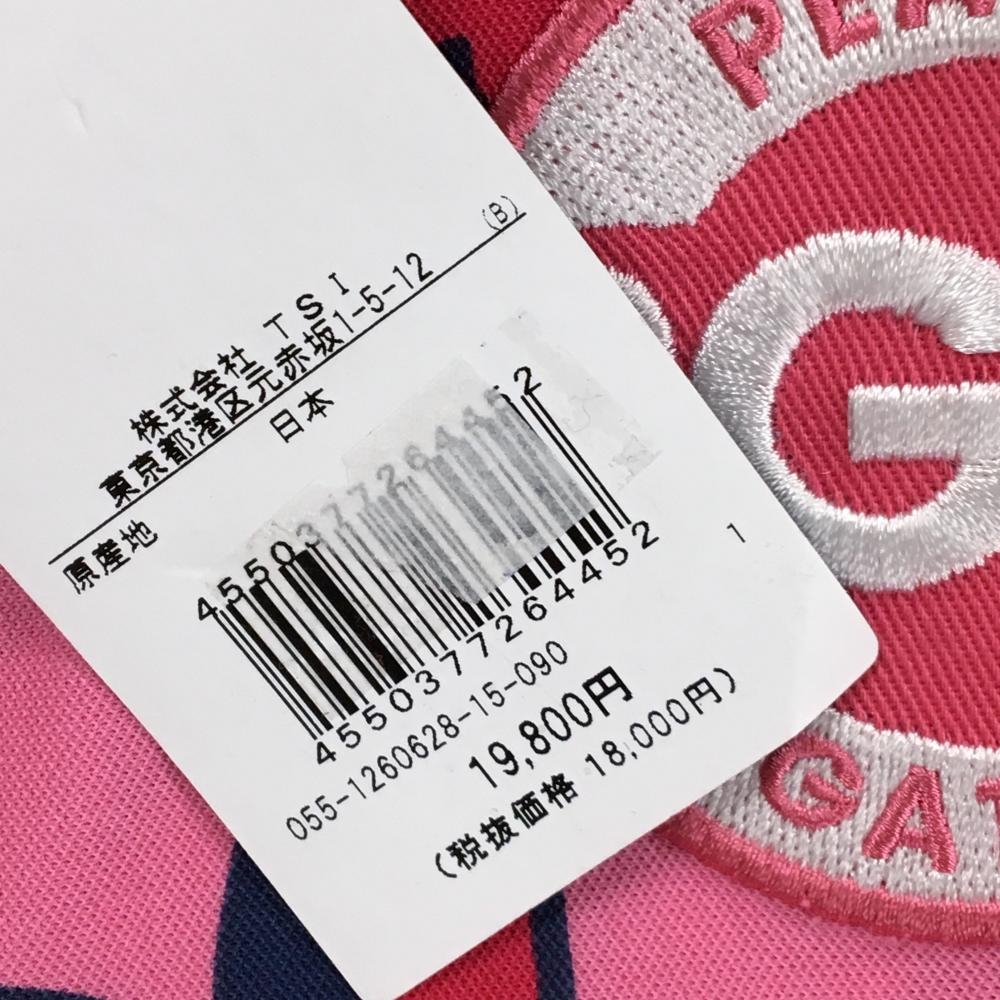 (B)
株式会社 TSI
東京都港区元赤坂1-5-12
原産地 日本
4550377264452
4550377264452
055-1260628-15-090
1
19,800円
(税抜価格 18,000円)
G